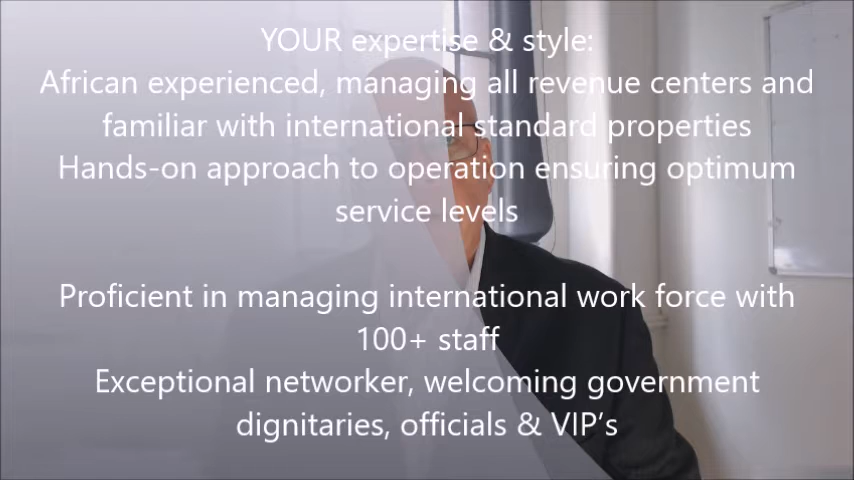 YOUR expertise & style:
African experienced, managing all revenue centers and
familiar with international standard properties
Hands-on approach to operation ensuring optimum
service levels
Proficient in managing international work force with
100+ staff
Exceptional networker, welcoming government
dignitaries, officials & VIP’s